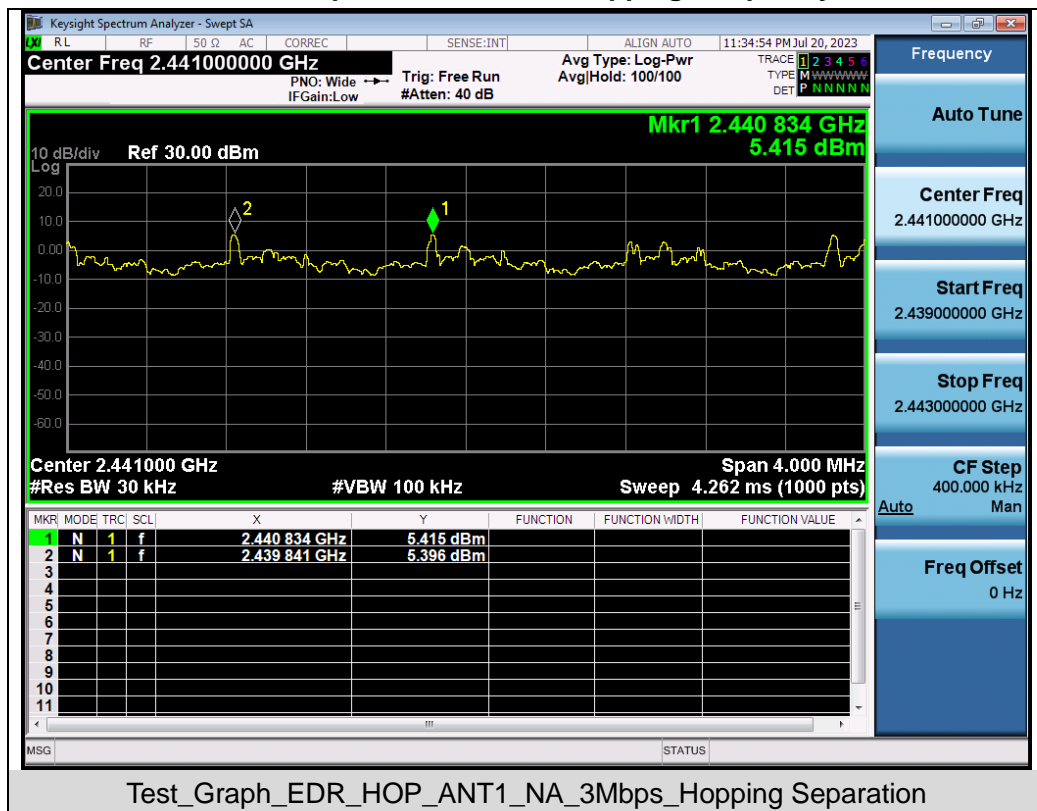 Keysight Spectrum Analyzer - Swept SA
LXI RL RF 50 Ω AC CORREC SENSE:INT ALIGN AUTO 11:34:54 PM Jul 20, 2023
Center Freq 2.441000000 GHz
PNO: Wide
IFGain:Low
Trig: Free Run
#Atten: 40 dB
Avg Type: Log-Pwr
Avg|Hold: 100/100
TRACE 1 2 3 4 5 6
TYPE M WWWWW
DET P N N N N N
Mkr1 2.440 834 GHz
5.415 dBm
10 dB/div Ref 30.00 dBm
Log
20.0
10.0
0.00
-10.0
-20.0
-30.0
-40.0
-50.0
-60.0
2
1
Center 2.441000 GHz Span 4.000 MHz
#Res BW 30 kHz #VBW 100 kHz Sweep 4.262 ms (1000 pts)
MKR MODE TRC SCL X Y FUNCTION FUNCTION WIDTH FUNCTION VALUE
1 N 1 f 2.440 834 GHz 5.415 dBm
2 N 1 f 2.439 841 GHz 5.396 dBm
3
4
5
6
7
8
9
10
11
MSG STATUS
Frequency
Auto Tune
Center Freq
2.441000000 GHz
Start Freq
2.439000000 GHz
Stop Freq
2.443000000 GHz
CF Step
400.000 kHz
Auto Man
Freq Offset
0 Hz
Test_Graph_EDR_HOP_ANT1_NA_3Mbps_Hopping Separation